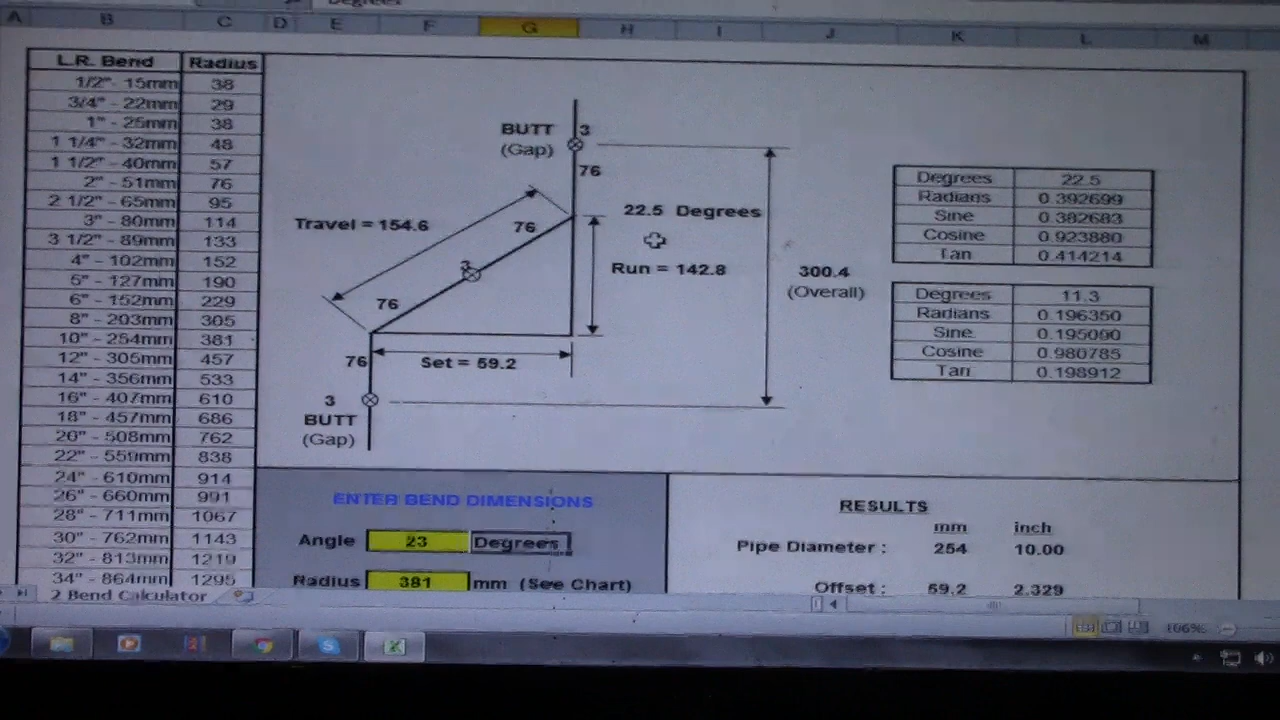 A B C D E F G H I J K L M
L.R. Bend Radius
1/2"- 15mm 38
3/4" - 22mm 29
1" - 25mm 38
1 1/4" - 32mm 48
1 1/2" - 40mm 57
2" - 51mm 76
2 1/2" - 65mm 95
3" - 80mm 114
3 1/2" - 89mm 133
4" - 102mm 152
5" - 127mm 190
6" - 152mm 229
8" - 203mm 305
10" - 254mm 381
12" - 305mm 457
14" - 356mm 533
16" - 407mm 610
18" - 457mm 686
20" - 508mm 762
22" - 559mm 838
24" - 610mm 914
26" - 660mm 991
28" - 711mm 1067
30" - 762mm 1143
32" - 813mm 1219
34" - 864mm 1295
BUTT 3
(Gap)
76
Travel = 154.6
76
22.5 Degrees
3
Run = 142.8
300.4
(Overall)
76
76
Set = 59.2
3
BUTT
(Gap)
Degrees 22.5
Radians 0.392699
Sine 0.382683
Cosine 0.923880
Tan 0.414214
Degrees 11.3
Radians 0.196350
Sine 0.195090
Cosine 0.980785
Tan 0.198912
ENTER BEND DIMENSIONS
Angle 23 Degrees
Radius 381 mm (See Chart)
RESULTS
mm inch
Pipe Diameter : 254 10.00
Offset : 59.2 2.329
2 Bend Calculator
106%